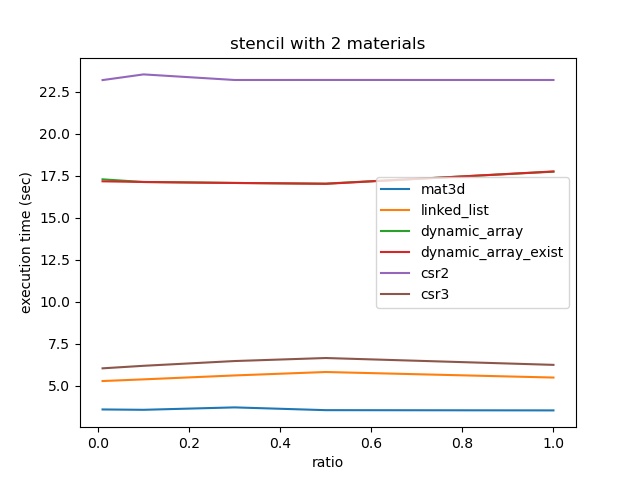 stencil with 2 materials
execution time (sec)
22.5
20.0
17.5
15.0
12.5
10.0
7.5
5.0
mat3d
linked_list
dynamic_array
dynamic_array_exist
csr2
csr3
0.0 0.2 0.4 0.6 0.8 1.0
ratio